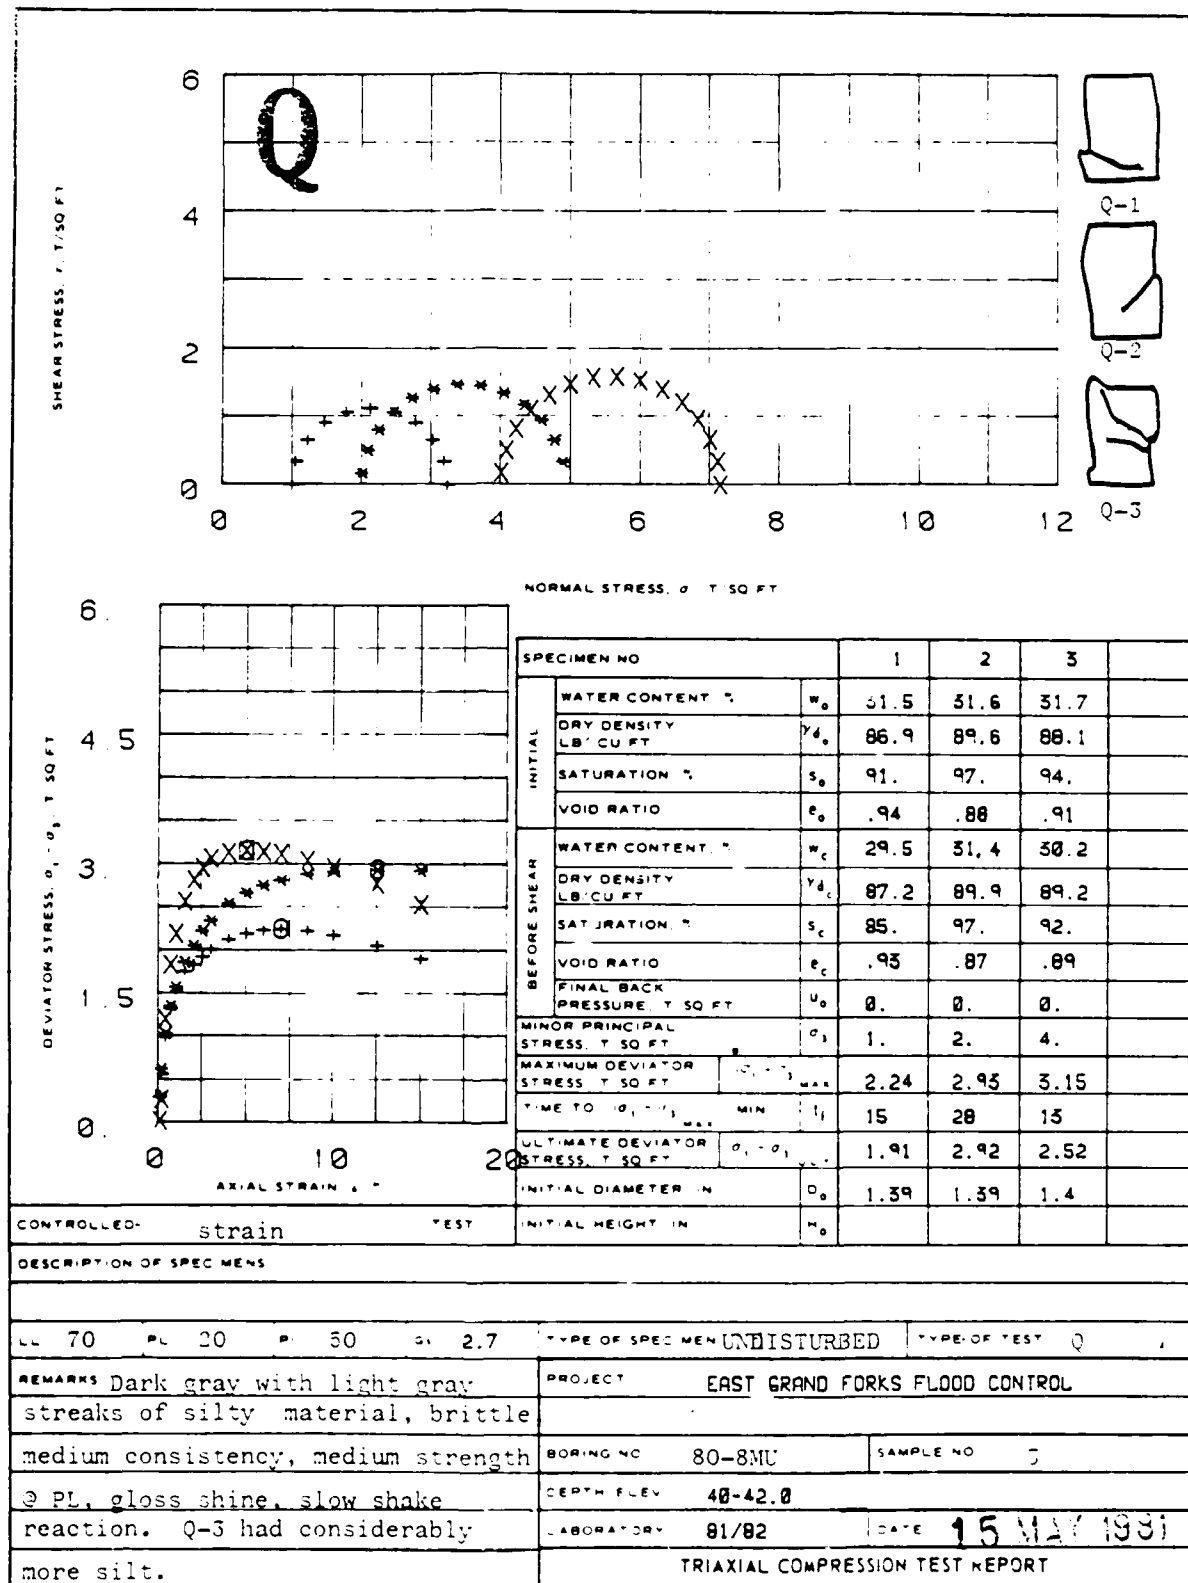 Q
SHEAR STRESS, T/SQ FT
6
4
2
0
0 2 4 6 8 10 12
NORMAL STRESS, σ T/SQ FT
Q-1
Q-2
Q-3
DEVIATOR STRESS, σ₁ - σ₃, T SQ FT
6.
4.5
3.
1.5
0.
0 10 20
AXIAL STRAIN
CONTROLLED- strain TEST
SPECIMEN NO 1 2 3
INITIAL
WATER CONTENT % w₀ 31.5 31.6 31.7
DRY DENSITY LB/CU FT γd₀ 86.9 89.6 88.1
SATURATION % S₀ 91. 97. 94.
VOID RATIO e₀ .94 .88 .91
BEFORE SHEAR
WATER CONTENT, % wc 29.5 31.4 30.2
DRY DENSITY LB/CU FT γdc 87.2 89.9 89.2
SATURATION, % Sc 85. 97. 92.
VOID RATIO ec .93 .87 .89
FINAL BACK PRESSURE, T SQ FT u₀ 0. 0. 0.
MINOR PRINCIPAL STRESS, T SQ FT σ₃ 1. 2. 4.
MAXIMUM DEVIATOR STRESS, T SQ FT MAX 2.24 2.93 3.15
TIME TO MAX MIN tf 15 28 13
ULTIMATE DEVIATOR STRESS, T SQ FT σ₁ - σ₃ ULT 1.91 2.92 2.52
INITIAL DIAMETER IN D₀ 1.39 1.39 1.4
INITIAL HEIGHT IN H₀
DESCRIPTION OF SPECIMENS
LL 70 PL 20 PI 50 Gs 2.7
TYPE OF SPECIMEN UNDISTURBED TYPE OF TEST Q
REMARKS Dark gray with light gray
streaks of silty material, brittle
medium consistency, medium strength
@ PL, gloss shine, slow shake
reaction. Q-3 had considerably
more silt.
PROJECT EAST GRAND FORKS FLOOD CONTROL
BORING NO 80-8MU SAMPLE NO
DEPTH ELEV 40-42.0
LABORATORY 81/82 DATE 15 MAY 1981
TRIAXIAL COMPRESSION TEST REPORT